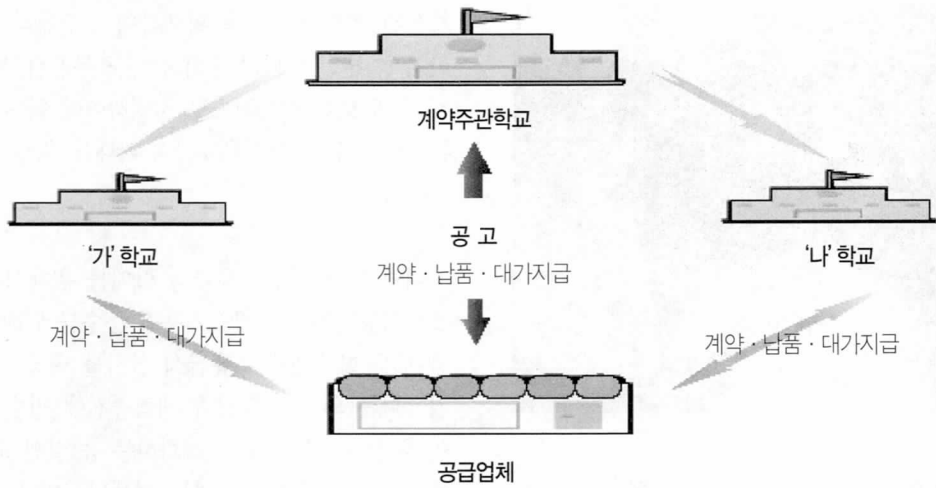 계약주관학교
'가' 학교
공 고
계약 · 납품 · 대가지급
'나' 학교
계약 · 납품 · 대가지급
계약 · 납품 · 대가지급
공급업체